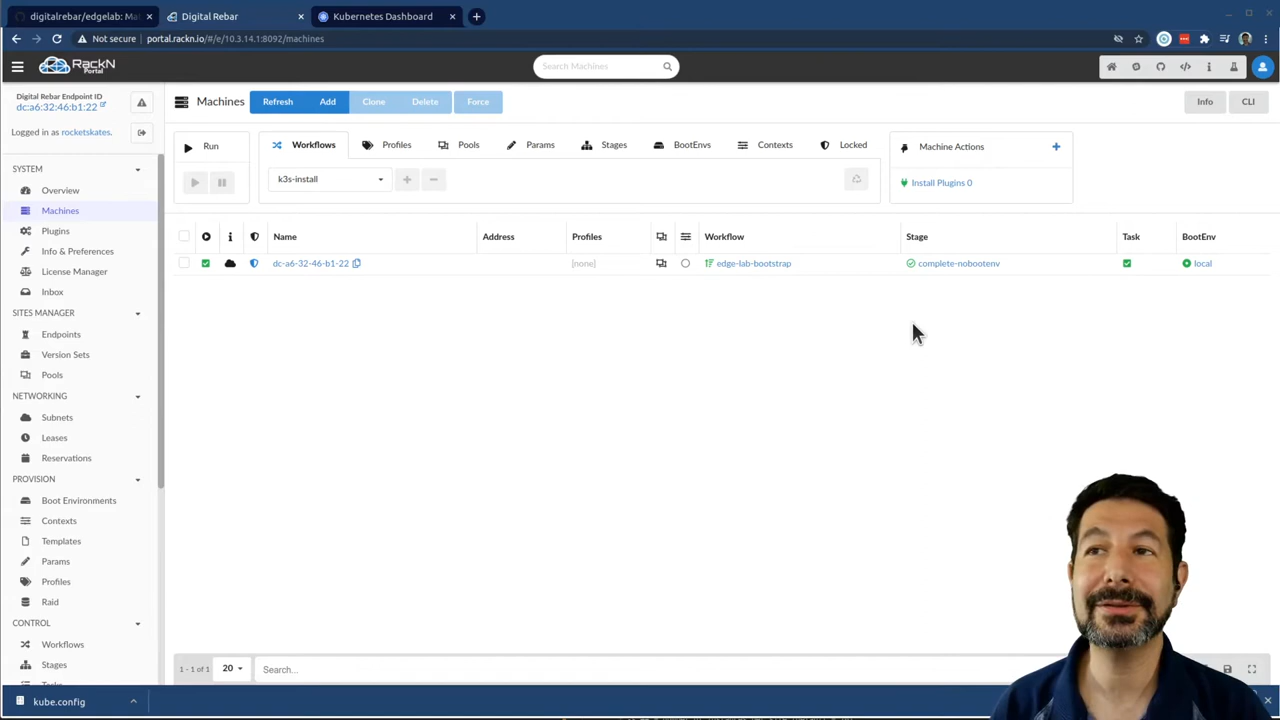 digitalrebar/edgelab: Ma
Digital Rebar
Kubernetes Dashboard
Not secure
portal.rackn.io/#/e/10.3.14.1:8092/machines
RackN
Portal
Search Machines
Digital Rebar Endpoint ID
dc:a6:32:46:b1:22
Logged in as rocketskates.
Machines
Refresh
Add
Clone
Delete
Force
Info
CLI
Run
Workflows
Profiles
Pools
Params
Stages
BootEnvs
Contexts
Locked
Machine Actions
k3s-install
Install Plugins 0
Name
Address
Profiles
Workflow
Stage
Task
BootEnv
dc-a6-32-46-b1-22
[none]
edge-lab-bootstrap
complete-nobootenv
local
SYSTEM
Overview
Machines
Plugins
Info & Preferences
License Manager
Inbox
SITES MANAGER
Endpoints
Version Sets
Pools
NETWORKING
Subnets
Leases
Reservations
PROVISION
Boot Environments
Contexts
Templates
Params
Profiles
Raid
CONTROL
Workflows
Stages
1 - 1 of 1
20
Search...
kube.config